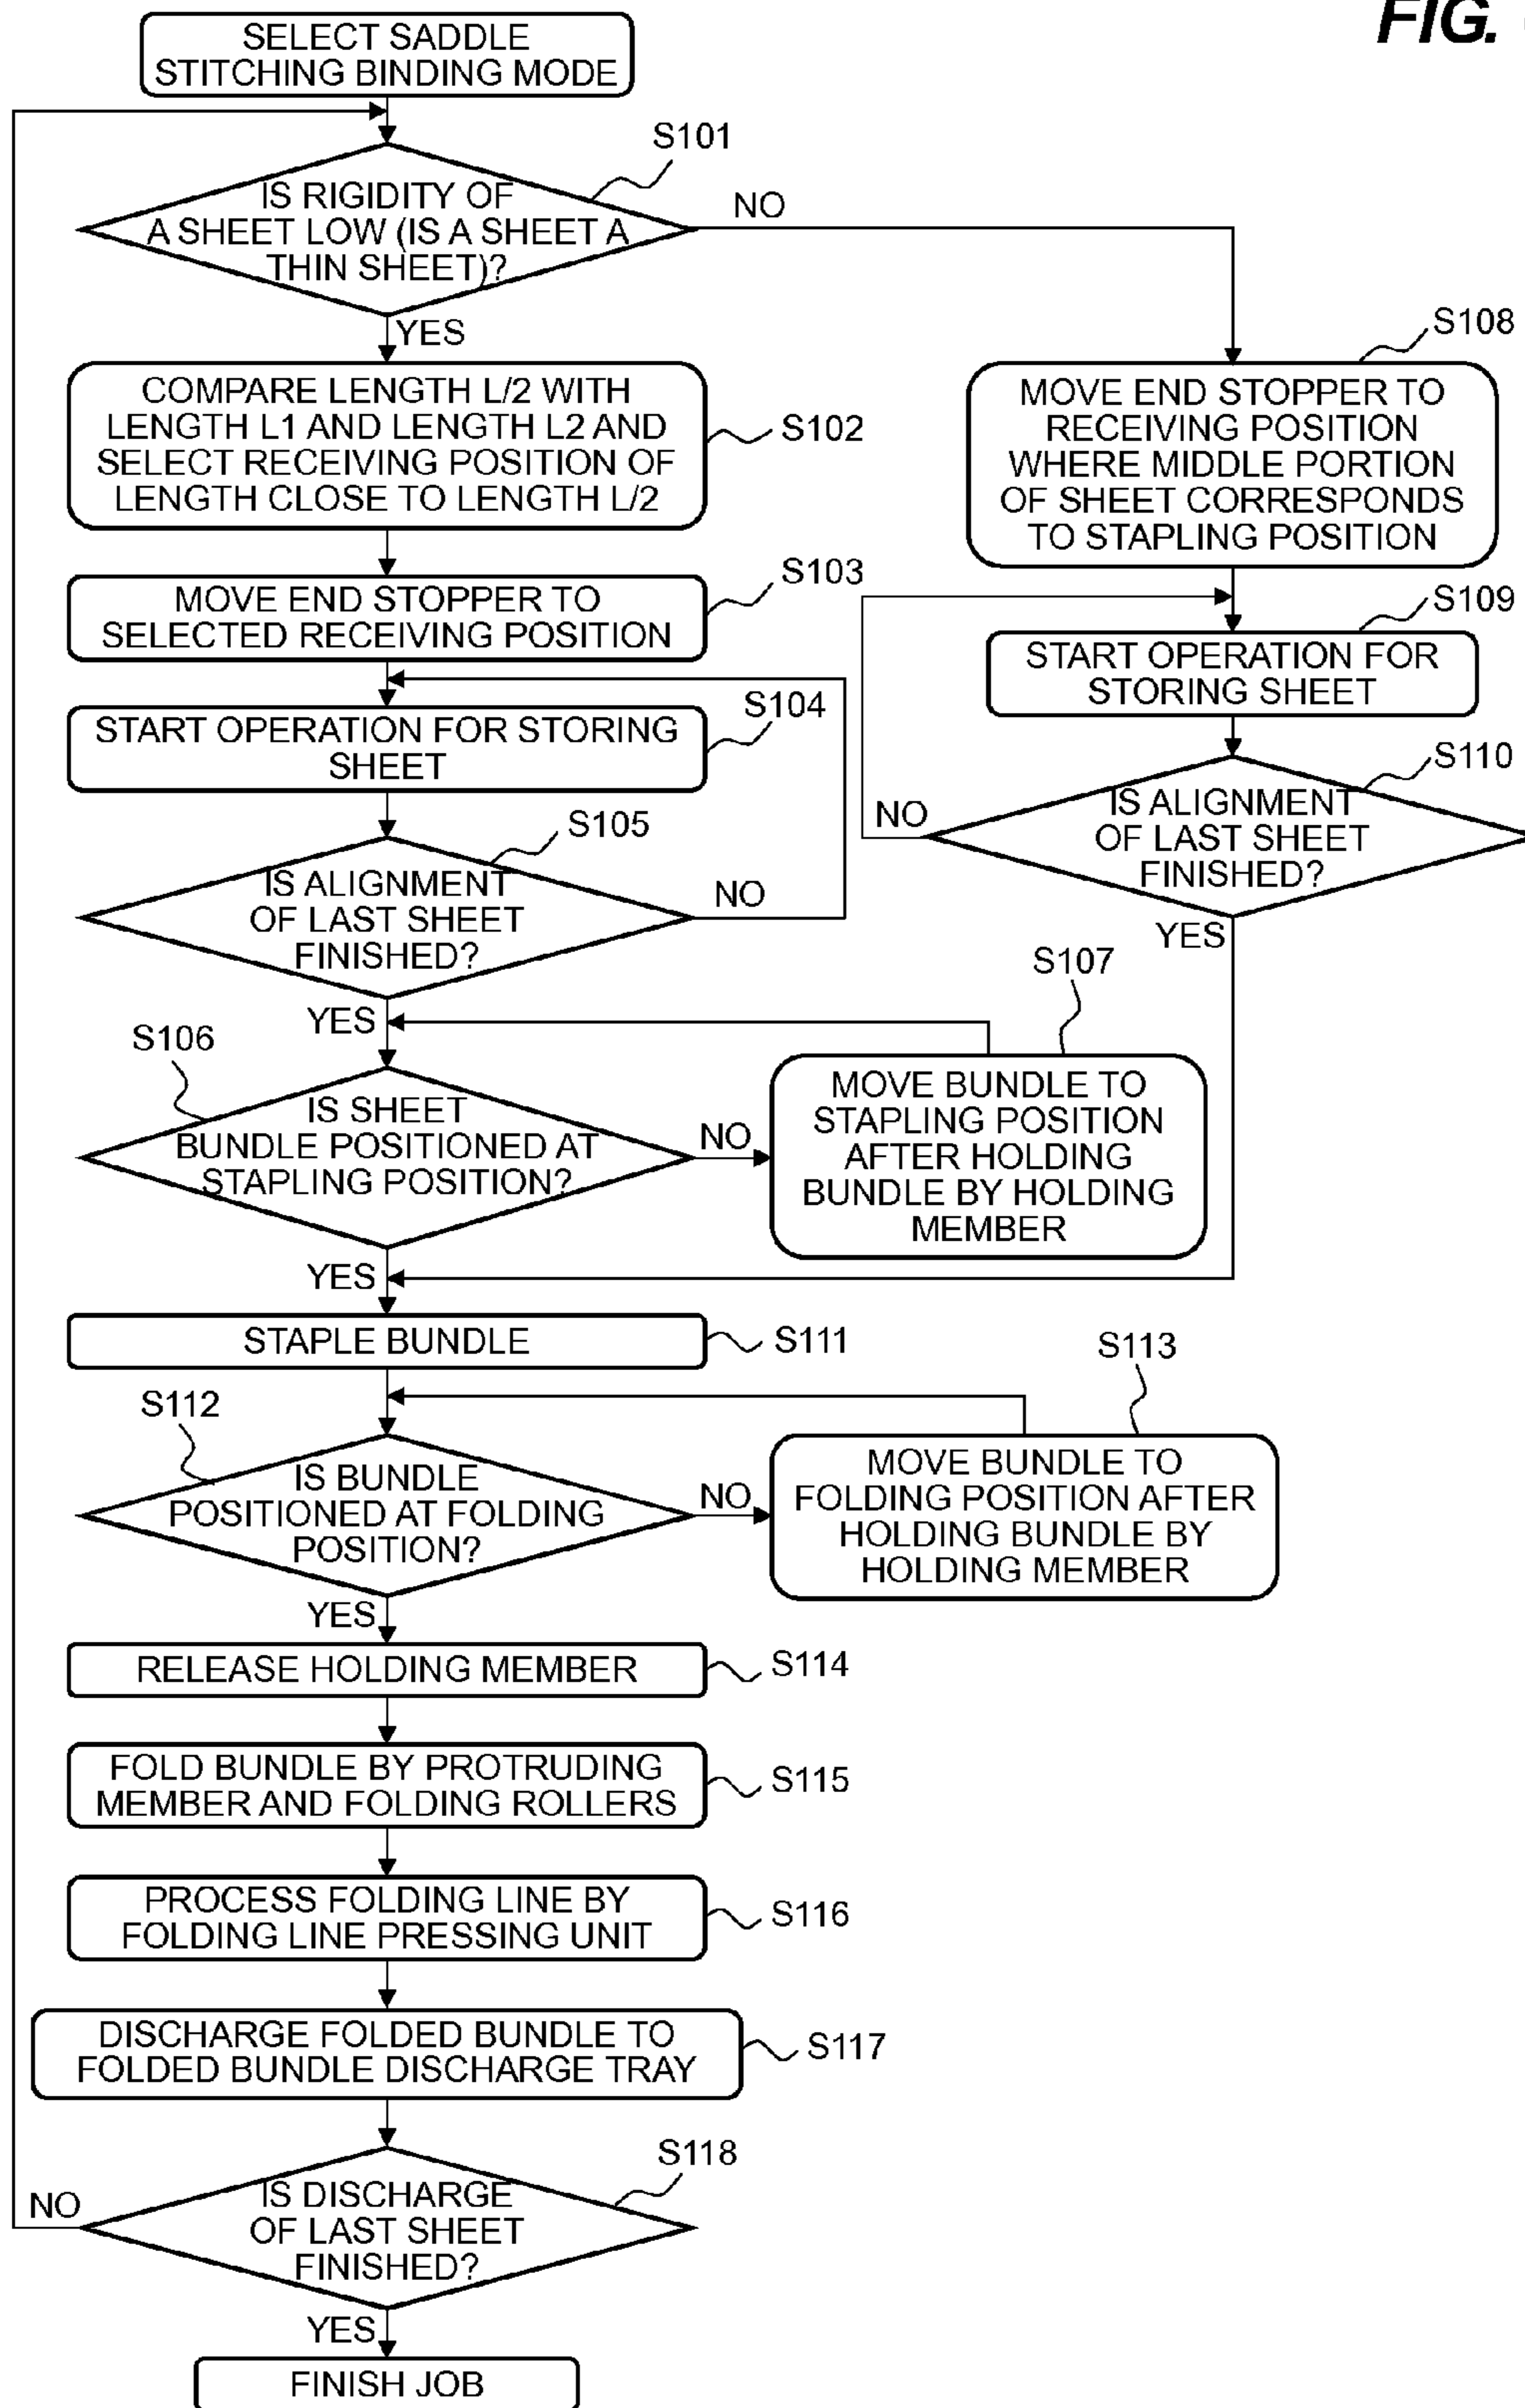 FIG.
SELECT SADDLE
STITCHING BINDING MODE
S101
IS RIGIDITY OF
A SHEET LOW (IS A SHEET A
THIN SHEET)?
NO
YES
COMPARE LENGTH L/2 WITH
LENGTH L1 AND LENGTH L2 AND
SELECT RECEIVING POSITION OF
LENGTH CLOSE TO LENGTH L/2
S102
MOVE END STOPPER TO
SELECTED RECEIVING POSITION
S103
START OPERATION FOR STORING
SHEET
S104
IS ALIGNMENT
OF LAST SHEET
FINISHED?
S105
NO
YES
S108
MOVE END STOPPER TO
RECEIVING POSITION
WHERE MIDDLE PORTION
OF SHEET CORRESPONDS
TO STAPLING POSITION
S109
START OPERATION FOR
STORING SHEET
S110
IS ALIGNMENT
OF LAST SHEET
FINISHED?
NO
YES
S106
IS SHEET
BUNDLE POSITIONED AT
STAPLING POSITION?
NO
YES
S107
MOVE BUNDLE TO
STAPLING POSITION
AFTER HOLDING
BUNDLE BY HOLDING
MEMBER
STAPLE BUNDLE
S111
S112
IS BUNDLE
POSITIONED AT FOLDING
POSITION?
NO
YES
S113
MOVE BUNDLE TO
FOLDING POSITION AFTER
HOLDING BUNDLE BY
HOLDING MEMBER
RELEASE HOLDING MEMBER
S114
FOLD BUNDLE BY PROTRUDING
MEMBER AND FOLDING ROLLERS
S115
PROCESS FOLDING LINE BY
FOLDING LINE PRESSING UNIT
S116
DISCHARGE FOLDED BUNDLE TO
FOLDED BUNDLE DISCHARGE TRAY
S117
S118
IS DISCHARGE
OF LAST SHEET
FINISHED?
NO
YES
FINISH JOB